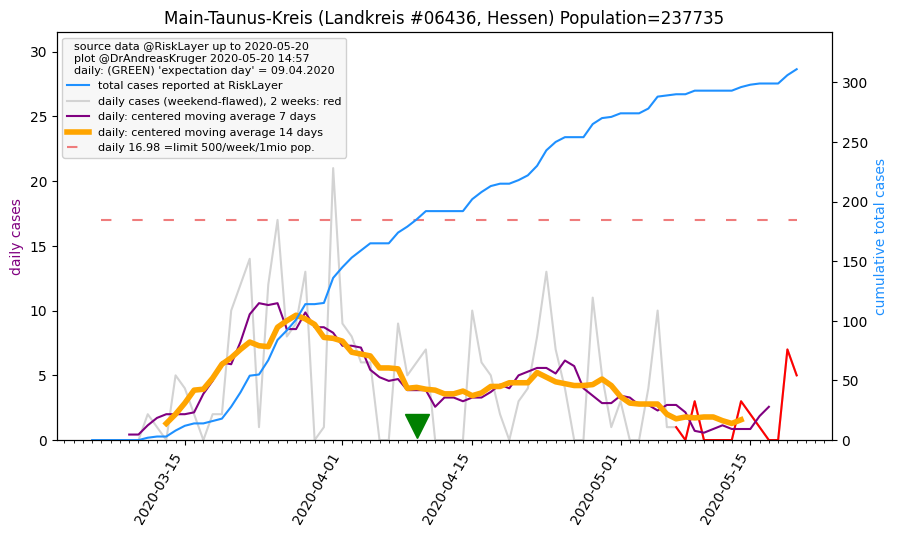 Main-Taunus-Kreis (Landkreis #06436, Hessen) Population=237735
source data @RiskLayer up to 2020-05-20
plot @DrAndreasKruger 2020-05-20 14:57
daily: (GREEN) 'expectation day' = 09.04.2020
total cases reported at RiskLayer
daily cases (weekend-flawed), 2 weeks: red
daily: centered moving average 7 days
daily: centered moving average 14 days
daily 16.98 =limit 500/week/1mio pop.
daily cases
30
25
20
15
10
5
0
300
250
200
150
100
50
0
cumulative total cases
2020-03-15
2020-04-01
2020-04-15
2020-05-01
2020-05-15